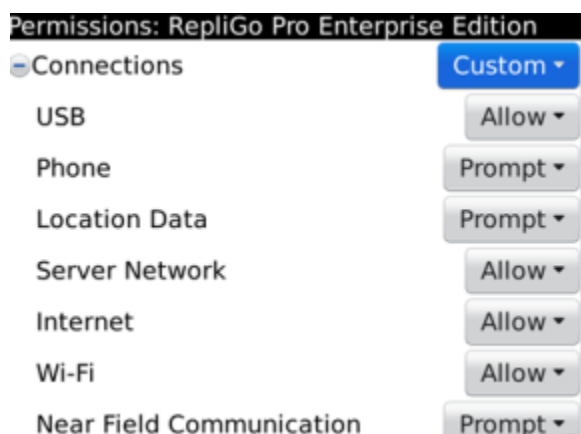 Permissions: RepliGo Pro Enterprise Edition
Connections Custom
USB Allow
Phone Prompt
Location Data Prompt
Server Network Allow
Internet Allow
Wi-Fi Allow
Near Field Communication Prompt